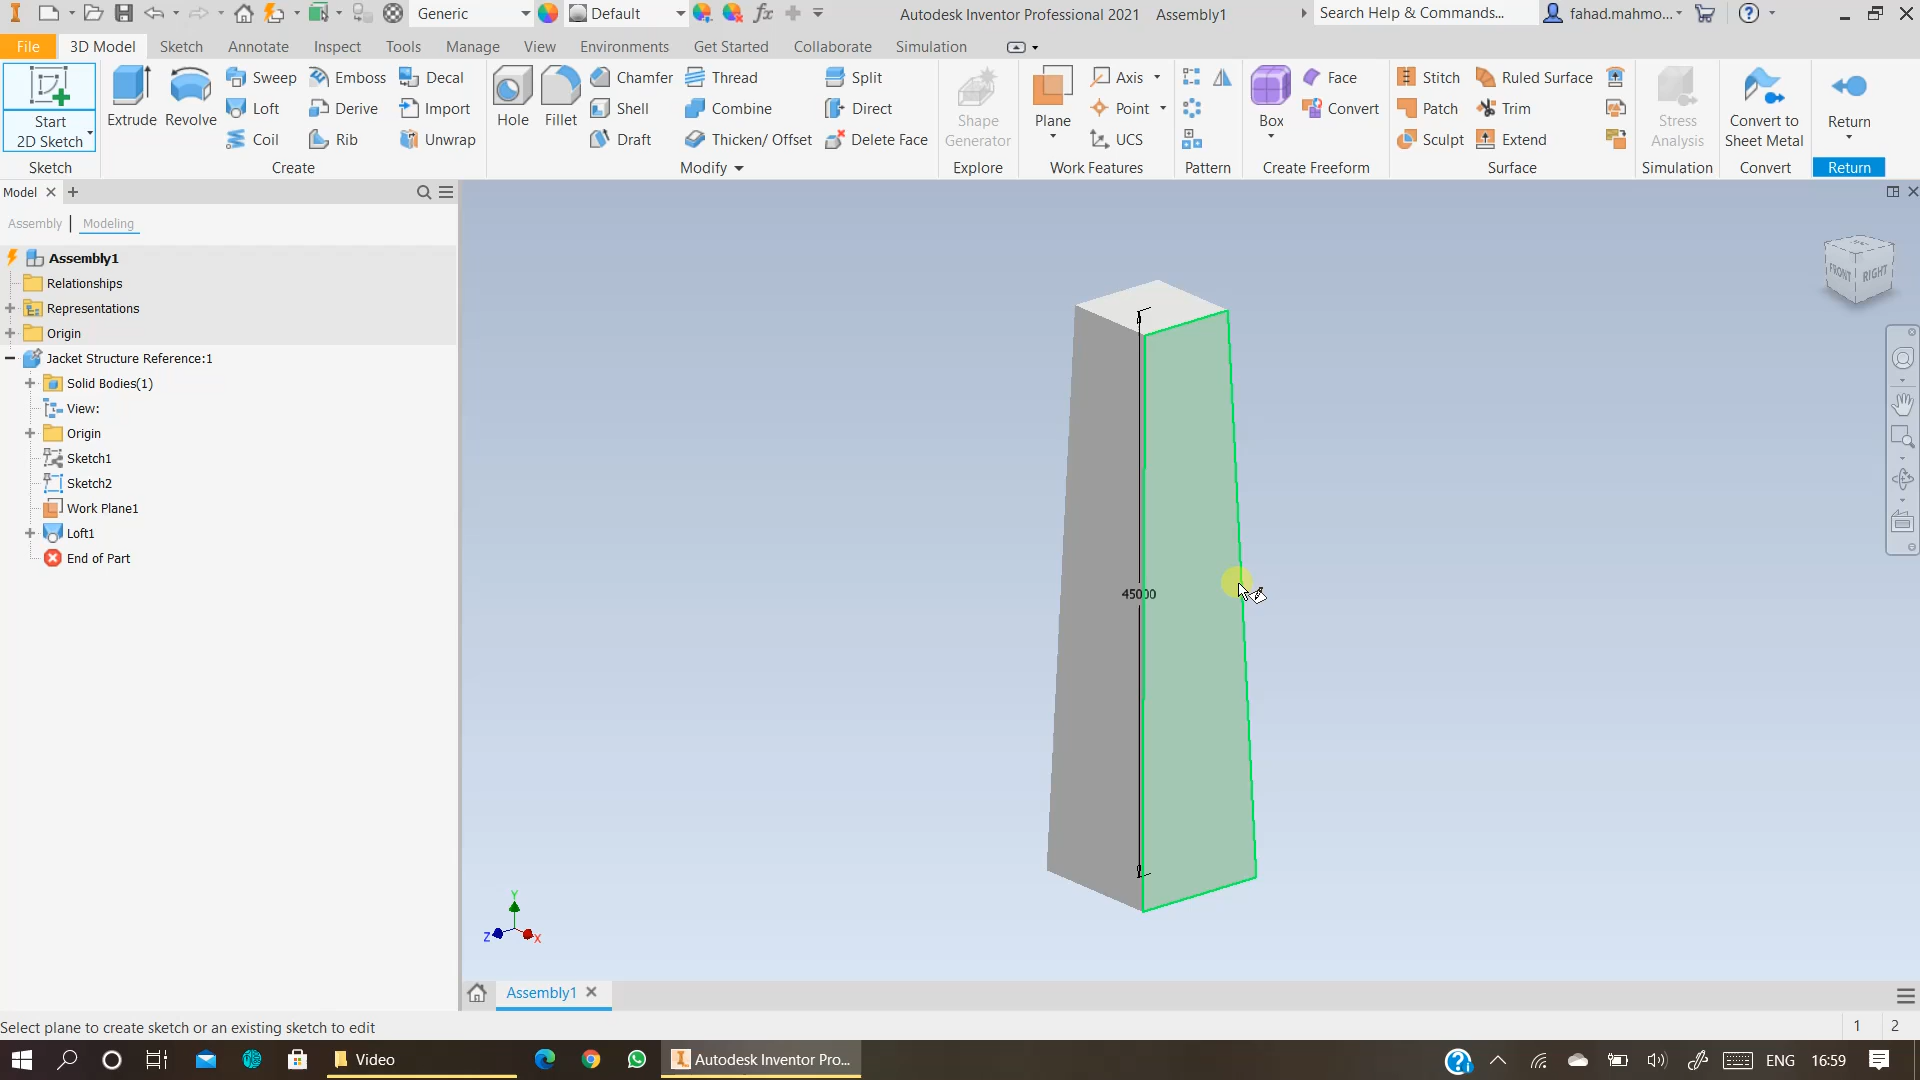 Generic
Default
Autodesk Inventor Professional 2021 Assembly1
Search Help & Commands...
fahad.mahmo...
File 3D Model Sketch Annotate Inspect Tools Manage View Environments Get Started Collaborate Simulation
Start
2D Sketch
Sketch
Extrude
Revolve
Sweep
Loft
Coil
Emboss
Derive
Rib
Decal
Import
Unwrap
Create
Hole
Fillet
Chamfer
Shell
Draft
Thread
Combine
Thicken/ Offset
Split
Direct
Delete Face
Modify
Shape
Generator
Explore
Plane
Axis
Point
UCS
Work Features
Pattern
Box
Face
Convert
Create Freeform
Stitch
Patch
Sculpt
Ruled Surface
Trim
Extend
Surface
Stress
Analysis
Simulation
Convert to
Sheet Metal
Convert
Return
Return
Model
Assembly | Modeling
Assembly1
Relationships
Representations
Origin
Jacket Structure Reference:1
Solid Bodies(1)
View:
Origin
Sketch1
Sketch2
Work Plane1
Loft1
End of Part
FRONT RIGHT
45000
Y
Z
X
Assembly1
Select plane to create sketch or an existing sketch to edit
1 2
Video
Autodesk Inventor Pro...
ENG
16:59